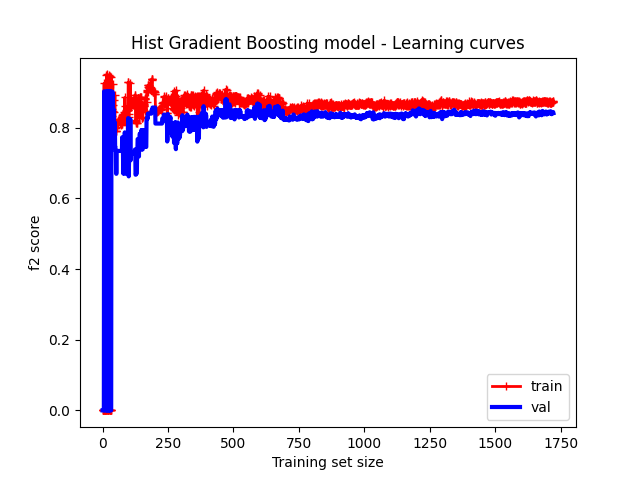 Hist Gradient Boosting model - Learning curves
f2 score
0.8
0.6
0.4
0.2
0.0
0 250 500 750 1000 1250 1500 1750
Training set size
train
val